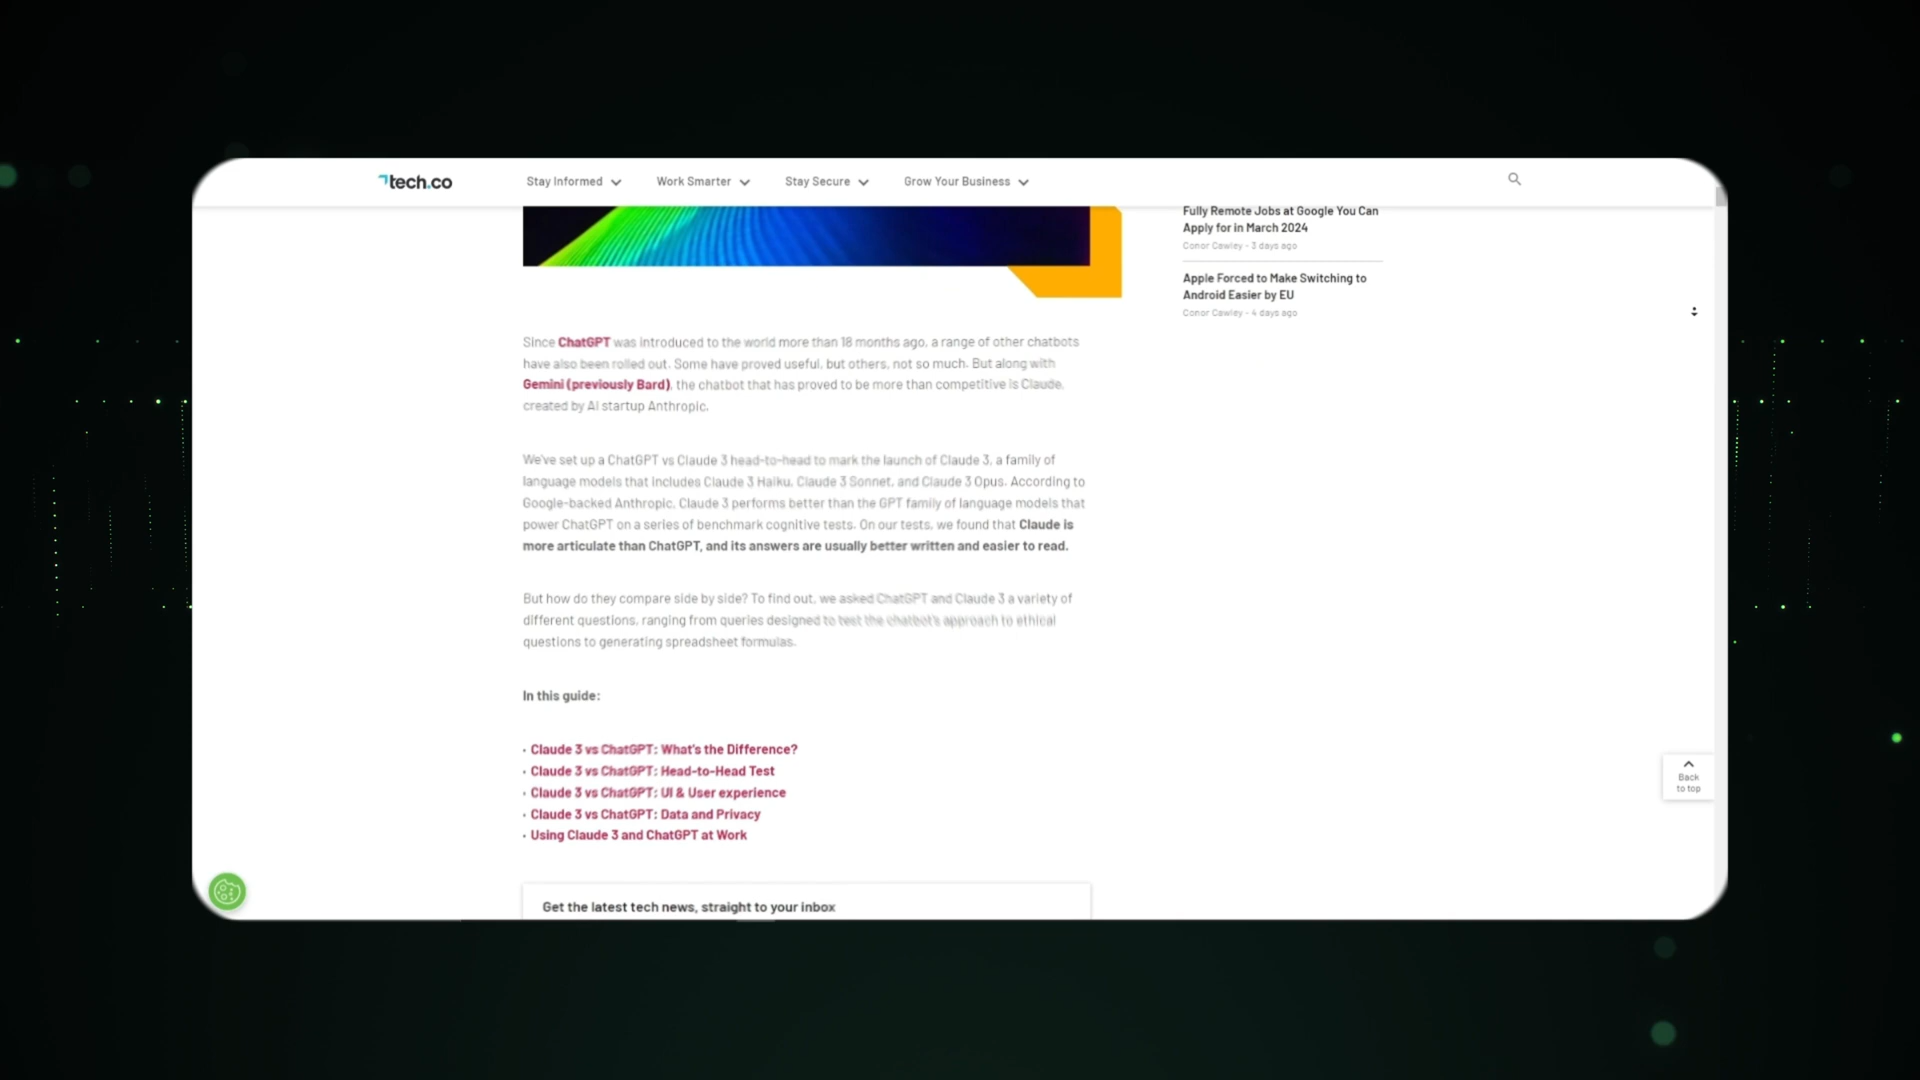 tech.co
Stay Informed
Work Smarter
Stay Secure
Grow Your Business
Since ChatGPT was introduced to the world more than 18 months ago, a range of other chatbots
have also been rolled out. Some have proved useful, but others, not so much. But along with
Gemini (previously Bard), the chatbot that has proved to be more than competitive is Claude,
created by AI startup Anthropic.
We've set up a ChatGPT vs Claude 3 head-to-head to mark the launch of Claude 3, a family of
language models that includes Claude 3 Haiku, Claude 3 Sonnet, and Claude 3 Opus. According to
Google-backed Anthropic, Claude 3 performs better than the GPT family of language models that
power ChatGPT on a series of benchmark cognitive tests. On our tests, we found that Claude is
more articulate than ChatGPT, and its answers are usually better written and easier to read.
But how do they compare side by side? To find out, we asked ChatGPT and Claude 3 a variety of
different questions, ranging from queries designed to test the chatbot's approach to ethical
questions to generating spreadsheet formulas.
In this guide:
· Claude 3 vs ChatGPT: What's the Difference?
· Claude 3 vs ChatGPT: Head-to-Head Test
· Claude 3 vs ChatGPT: UI & User experience
· Claude 3 vs ChatGPT: Data and Privacy
· Using Claude 3 and ChatGPT at Work
Get the latest tech news, straight to your inbox
Fully Remote Jobs at Google You Can
Apply for in March 2024
Conor Cawley - 3 days ago
Apple Forced to Make Switching to
Android Easier by EU
Conor Cawley - 4 days ago
Back
to top